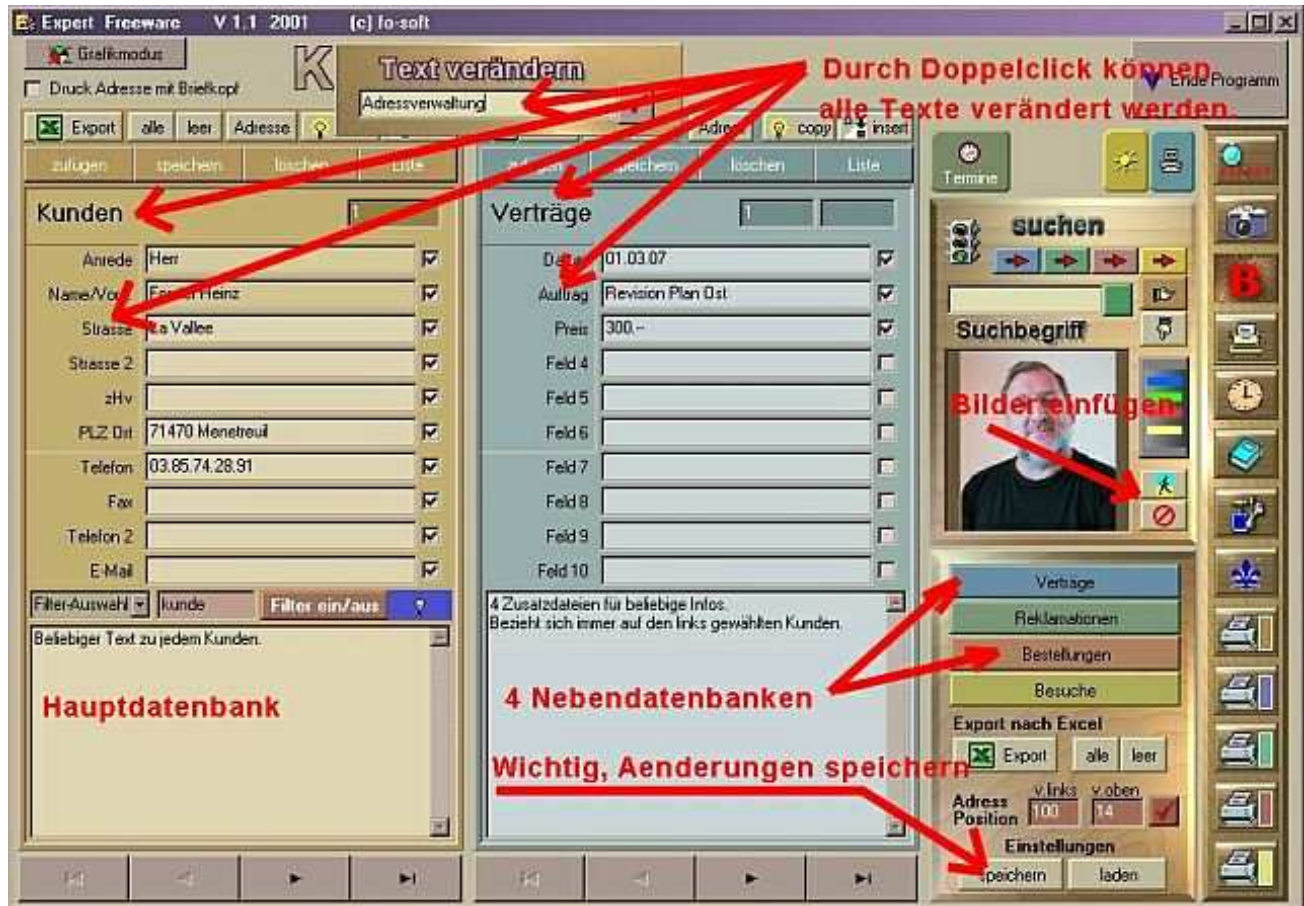 Expert Freeware V 1.1 2001 (c) fo-soft
Grafikmodus
Druck Adresse mit Briefkopf
K
Text verändern
Adressverwaltung
Durch Doppelclick können
alle Texte verändert werden.
Ende Programm
Export alle leer Adresse
copy insert
zufügen speichern löschen Liste
speichern löschen Liste
Termine
Kunden 1
Verträge 1
Anrede Herr
Strasse La Vallee
Strasse 2
zHv
PLZ Ort 71470 Menetreuil
Telefon 03.85.74.28.91
Fax
Telefon 2
E-Mail
01.03.07
Auftrag Revision Plan Ost
Preis 300.--
Feld 4
Feld 5
Feld 6
Feld 7
Feld 8
Feld 9
Feld 10
suchen
Suchbegriff
B
Bilder einfügen
Filter-Auswahl kunde Filter ein/aus ?
Beliebiger Text zu jedem Kunden.
Hauptdatenbank
4 Zusatzdateien für beliebige Infos.
Bezieht sich immer auf den links gewählten Kunden.
4 Nebendatenbanken
Wichtig, Aenderungen speichern
Verträge
Reklamationen
Bestellungen
Besuche
Export nach Excel
Export alle leer
Adress Position v.links 100 v.oben 14
Einstellungen
speichern laden